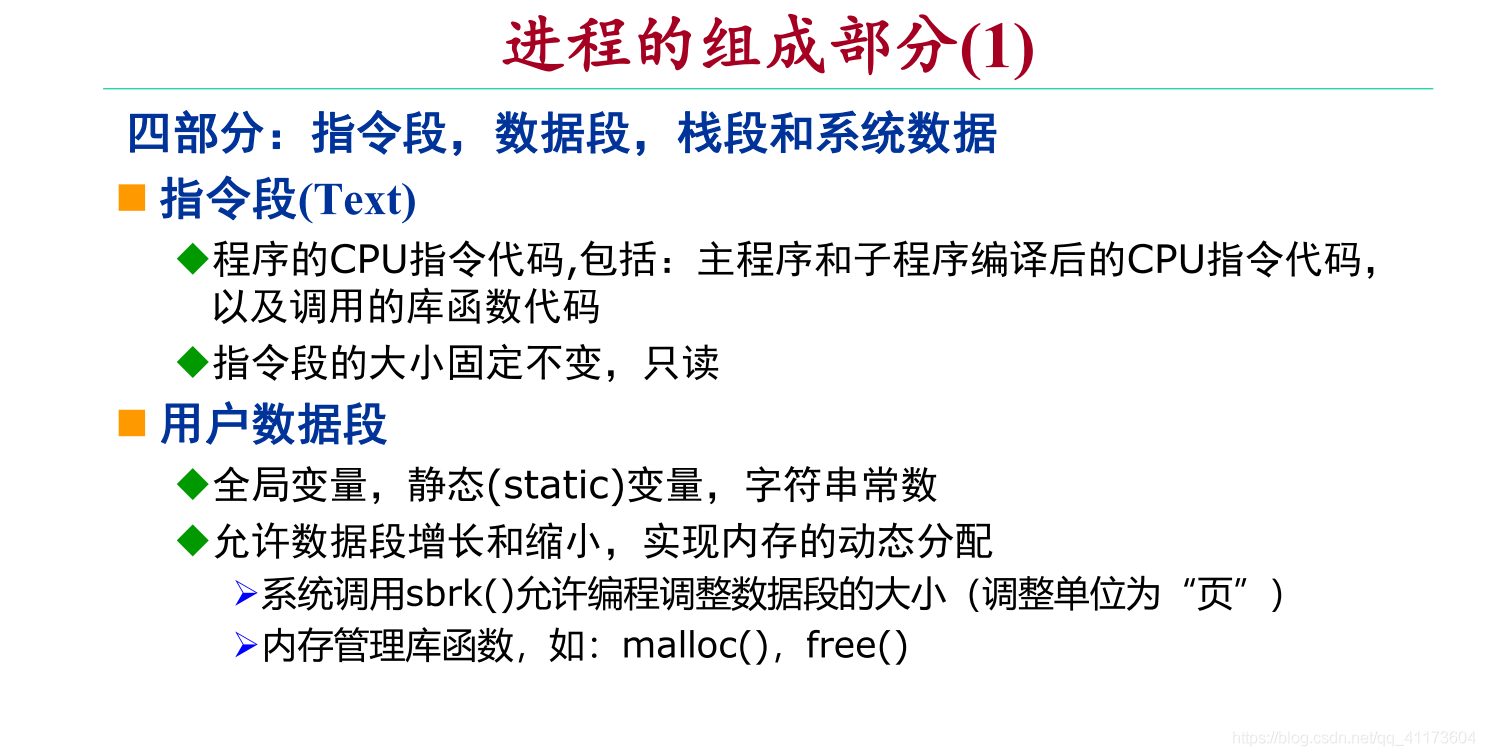 进程的组成部分(1)
四部分：指令段，数据段，栈段和系统数据
指令段(Text)
程序的CPU指令代码,包括：主程序和子程序编译后的CPU指令代码，
以及调用的库函数代码
指令段的大小固定不变，只读
用户数据段
全局变量，静态(static)变量，字符串常数
允许数据段增长和缩小，实现内存的动态分配
系统调用sbrk()允许编程调整数据段的大小（调整单位为“页”）
内存管理库函数，如：malloc()，free()
https://blog.csdn.net/qq_41173604